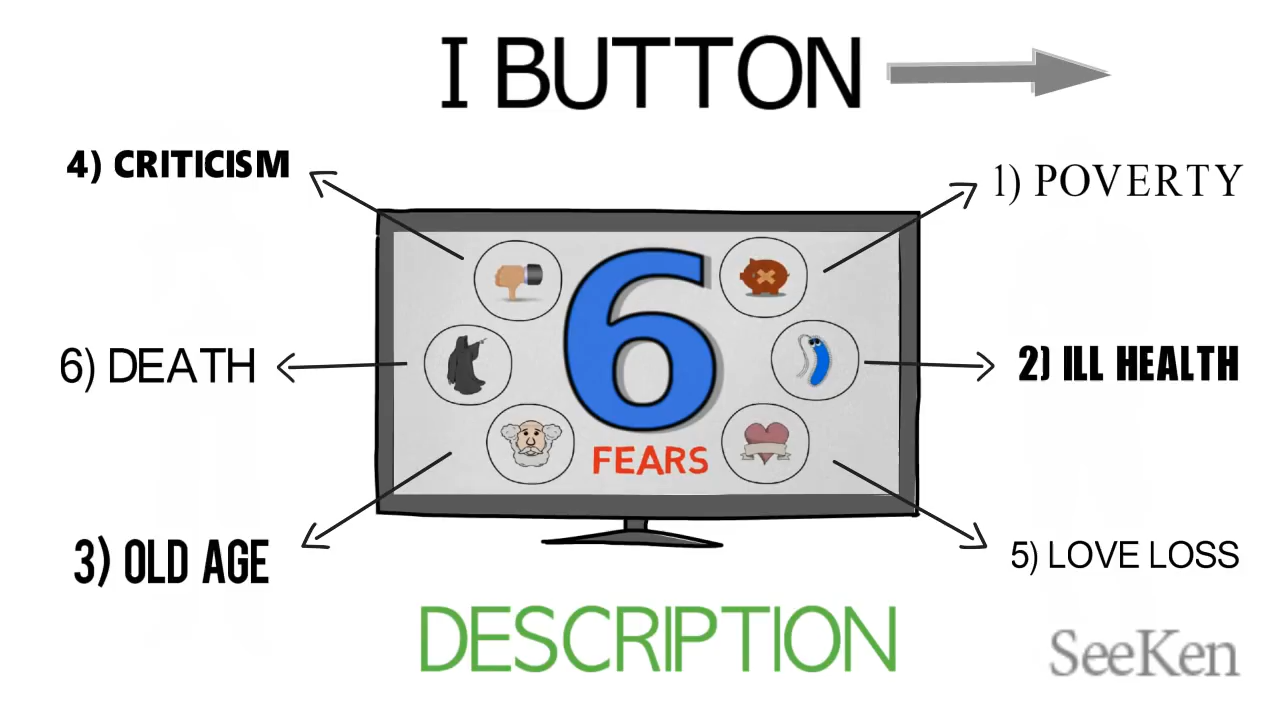 I BUTTON
4) CRITICISM
1) POVERTY
6
6) DEATH
2) ILL HEALTH
FEARS
3) OLD AGE
5) LOVE LOSS
DESCRIPTION
SeeKen